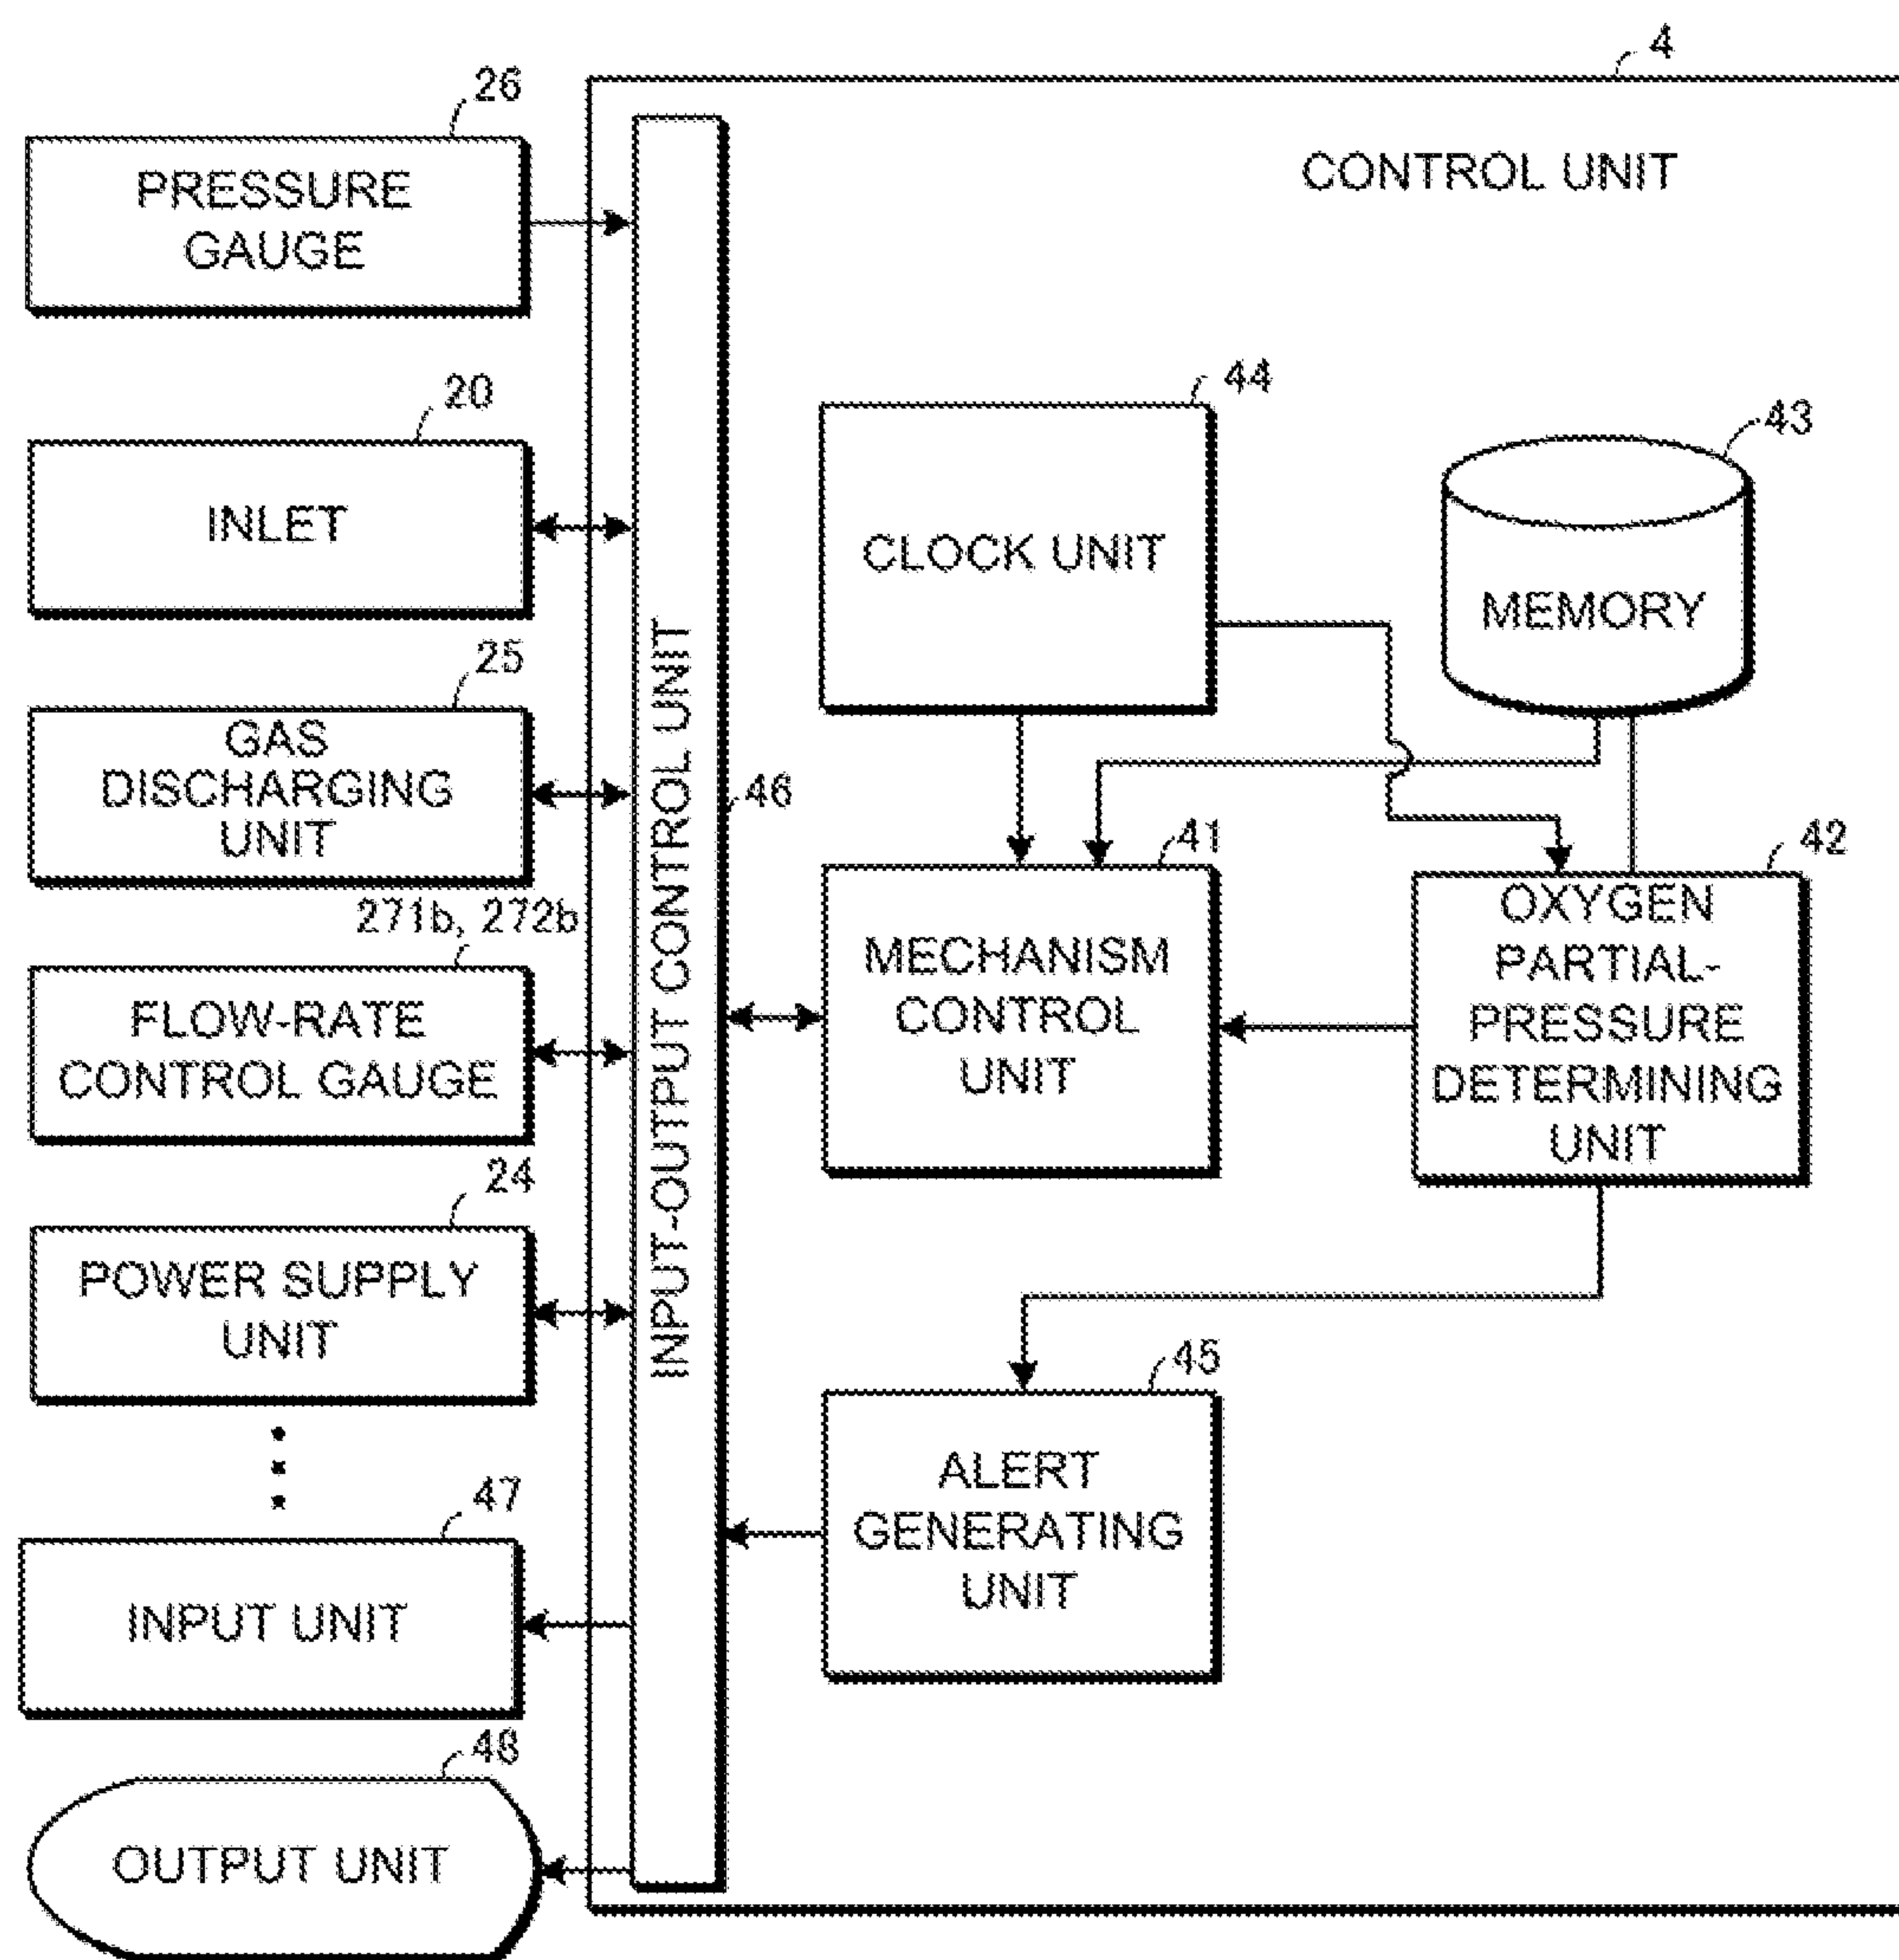 4
CONTROL UNIT
26
PRESSURE
GAUGE
20
INLET
25
GAS
DISCHARGING
UNIT
271b, 272b
FLOW-RATE
CONTROL GAUGE
24
POWER SUPPLY
UNIT
47
INPUT UNIT
48
OUTPUT UNIT
INPUT-OUTPUT CONTROL UNIT
46
44
CLOCK UNIT
43
MEMORY
41
MECHANISM
CONTROL
UNIT
42
OXYGEN
PARTIAL-
PRESSURE
DETERMINING
UNIT
45
ALERT
GENERATING
UNIT